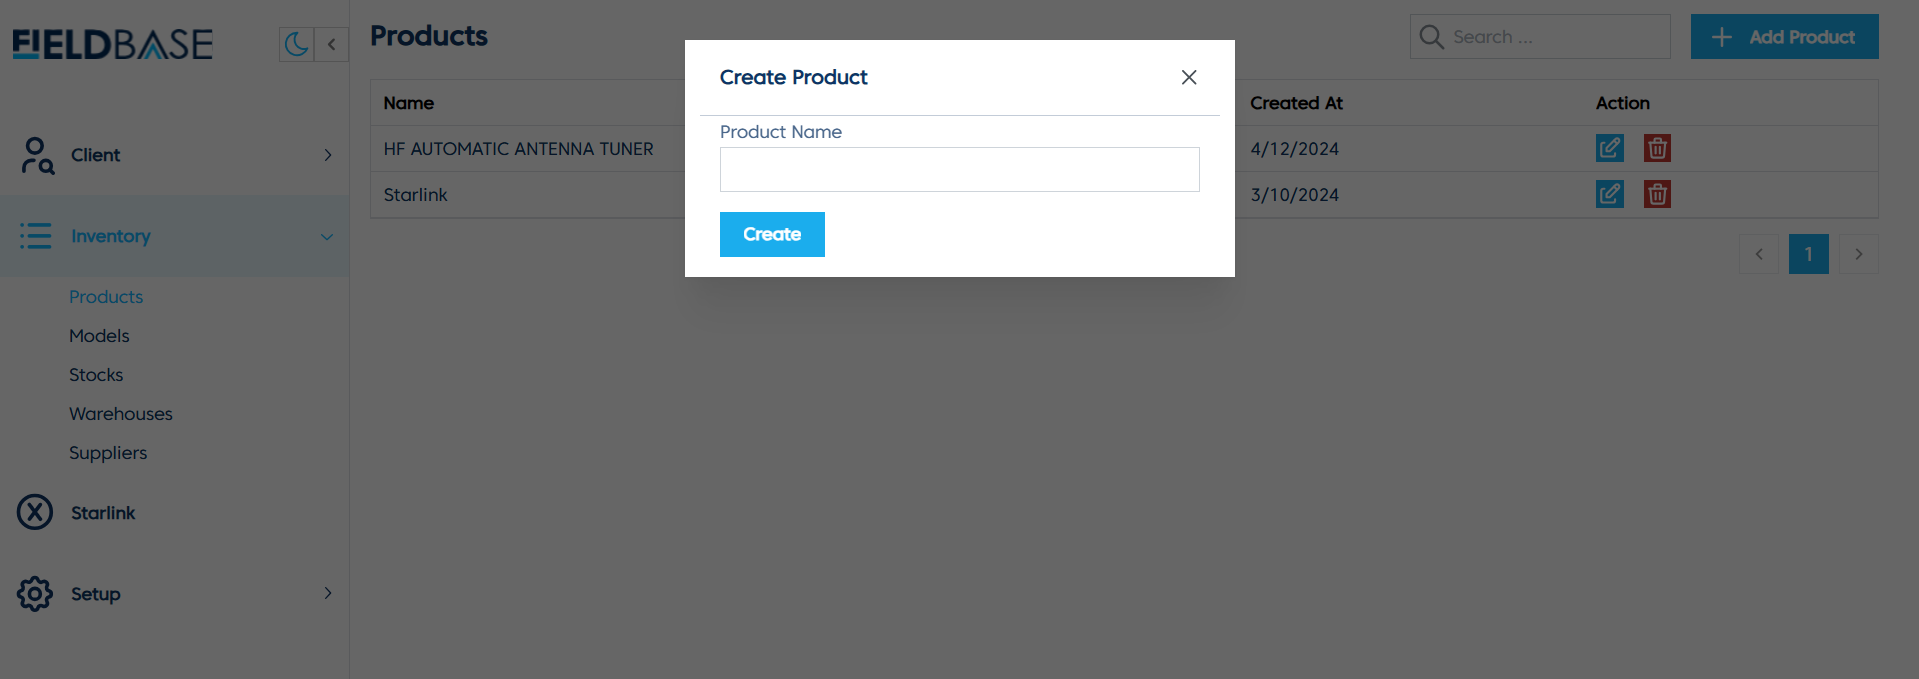 FIELDBASE
Client
Inventory
Products
Models
Stocks
Warehouses
Suppliers
Starlink
Setup
Products
Search ...
Add Product
Name
Created At
Action
HF AUTOMATIC ANTENNA TUNER
4/12/2024
Starlink
3/10/2024
1
Create Product
Product Name
Create